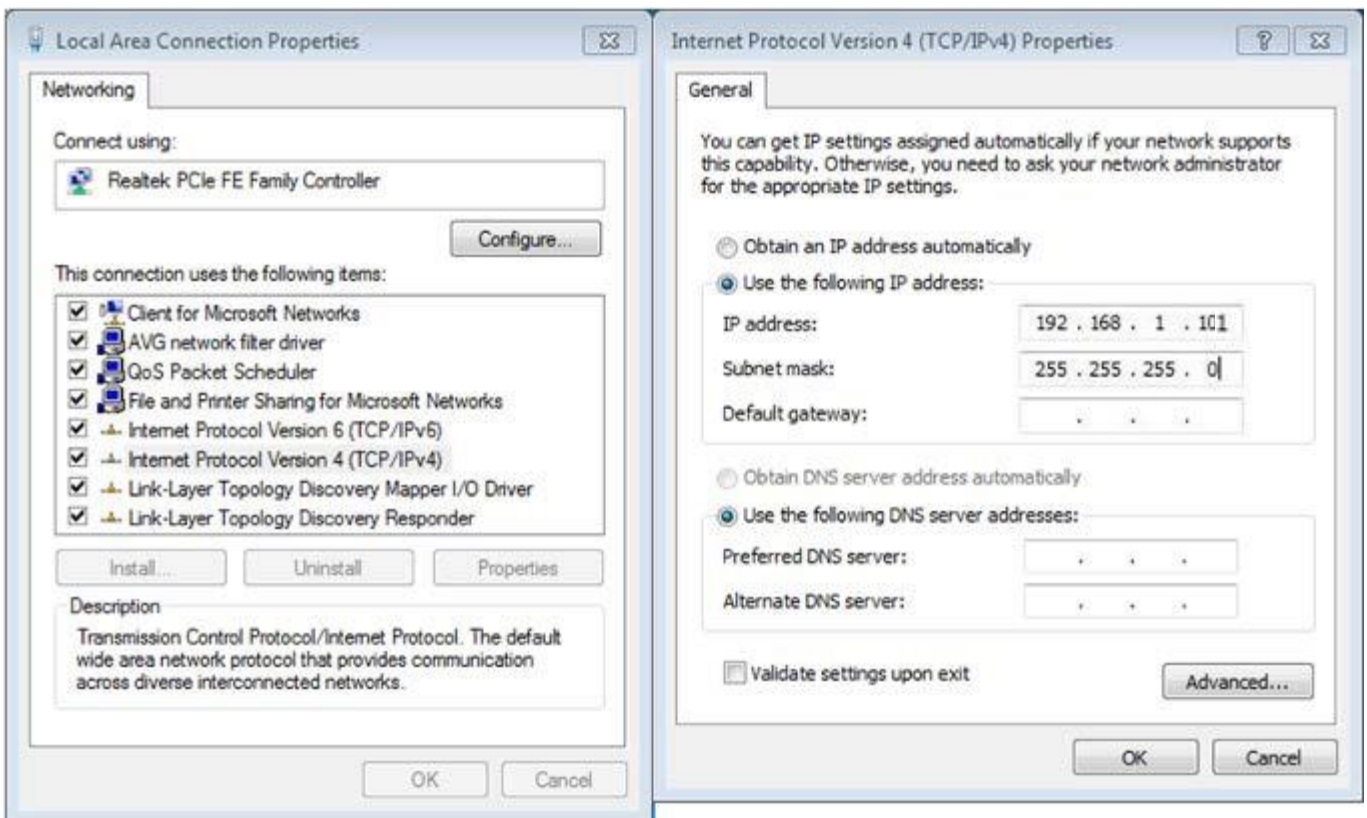 Local Area Connection Properties
Networking
Connect using:
Realtek PCIe FE Family Controller
Configure...
This connection uses the following items:
Client for Microsoft Networks
AVG network filter driver
QoS Packet Scheduler
File and Printer Sharing for Microsoft Networks
Internet Protocol Version 6 (TCP/IPv6)
Internet Protocol Version 4 (TCP/IPv4)
Link-Layer Topology Discovery Mapper I/O Driver
Link-Layer Topology Discovery Responder
Install...
Uninstall
Properties
Description
Transmission Control Protocol/Internet Protocol. The default
wide area network protocol that provides communication
across diverse interconnected networks.
OK
Cancel
Internet Protocol Version 4 (TCP/IPv4) Properties
General
You can get IP settings assigned automatically if your network supports
this capability. Otherwise, you need to ask your network administrator
for the appropriate IP settings.
Obtain an IP address automatically
Use the following IP address:
IP address:
192 . 168 . 1 . 101
Subnet mask:
255 . 255 . 255 . 0
Default gateway:
. . .
Obtain DNS server address automatically
Use the following DNS server addresses:
Preferred DNS server:
. . .
Alternate DNS server:
. . .
Validate settings upon exit
Advanced...
OK
Cancel